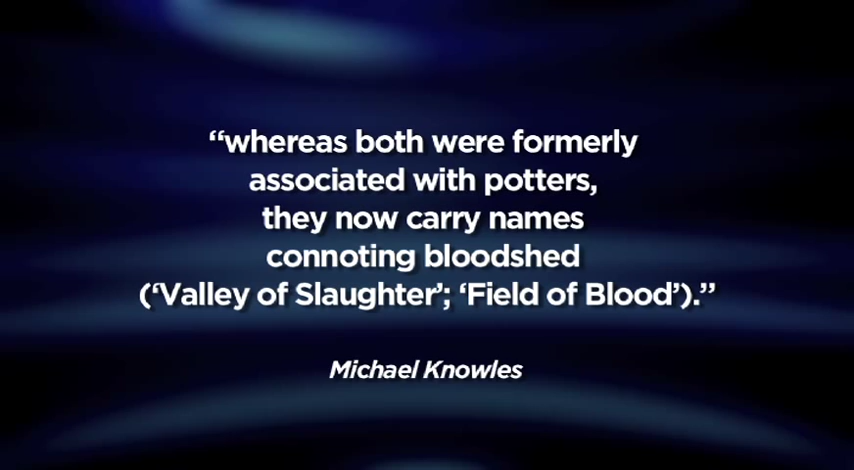 “whereas both were formerly
associated with potters,
they now carry names
connoting bloodshed
(‘Valley of Slaughter’; ‘Field of Blood’).”
Michael Knowles